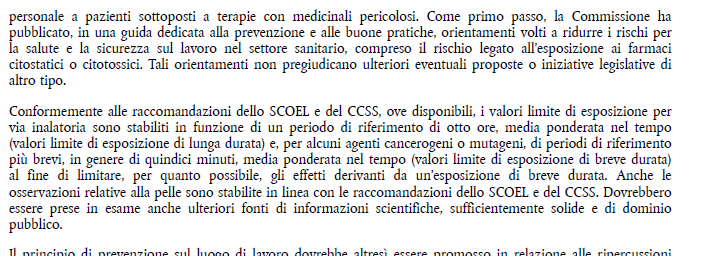 personale a pazienti sottoposti a terapie con medicinali pericolosi. Come primo passo, la Commissione ha
pubblicato, in una guida dedicata alla prevenzione e alle buone pratiche, orientamenti volti a ridurre i rischi per
la salute e la sicurezza sul lavoro nel settore sanitario, compreso il rischio legato all'esposizione ai farmaci
citostatici o citotossici. Tali orientamenti non pregiudicano ulteriori eventuali proposte o iniziative legislative di
altro tipo.
Conformemente alle raccomandazioni dello SCOEL e del CCSS, ove disponibili, i valori limite di esposizione per
via inalatoria sono stabiliti in funzione di un periodo di riferimento di otto ore, media ponderata nel tempo
(valori limite di esposizione di lunga durata) e, per alcuni agenti cancerogeni o mutageni, di periodi di riferimento
più brevi, in genere di quindici minuti, media ponderata nel tempo (valori limite di esposizione di breve durata)
al fine di limitare, per quanto possibile, gli effetti derivanti da un'esposizione di breve durata. Anche le
osservazioni relative alla pelle sono stabilite in linea con le raccomandazioni dello SCOEL e del CCSS. Dovrebbero
essere prese in esame anche ulteriori fonti di informazioni scientifiche, sufficientemente solide e di dominio
pubblico.
Il principio di prevenzione sul luogo di lavoro dovrebbe altresì essere promosso in relazione alle ripercussioni